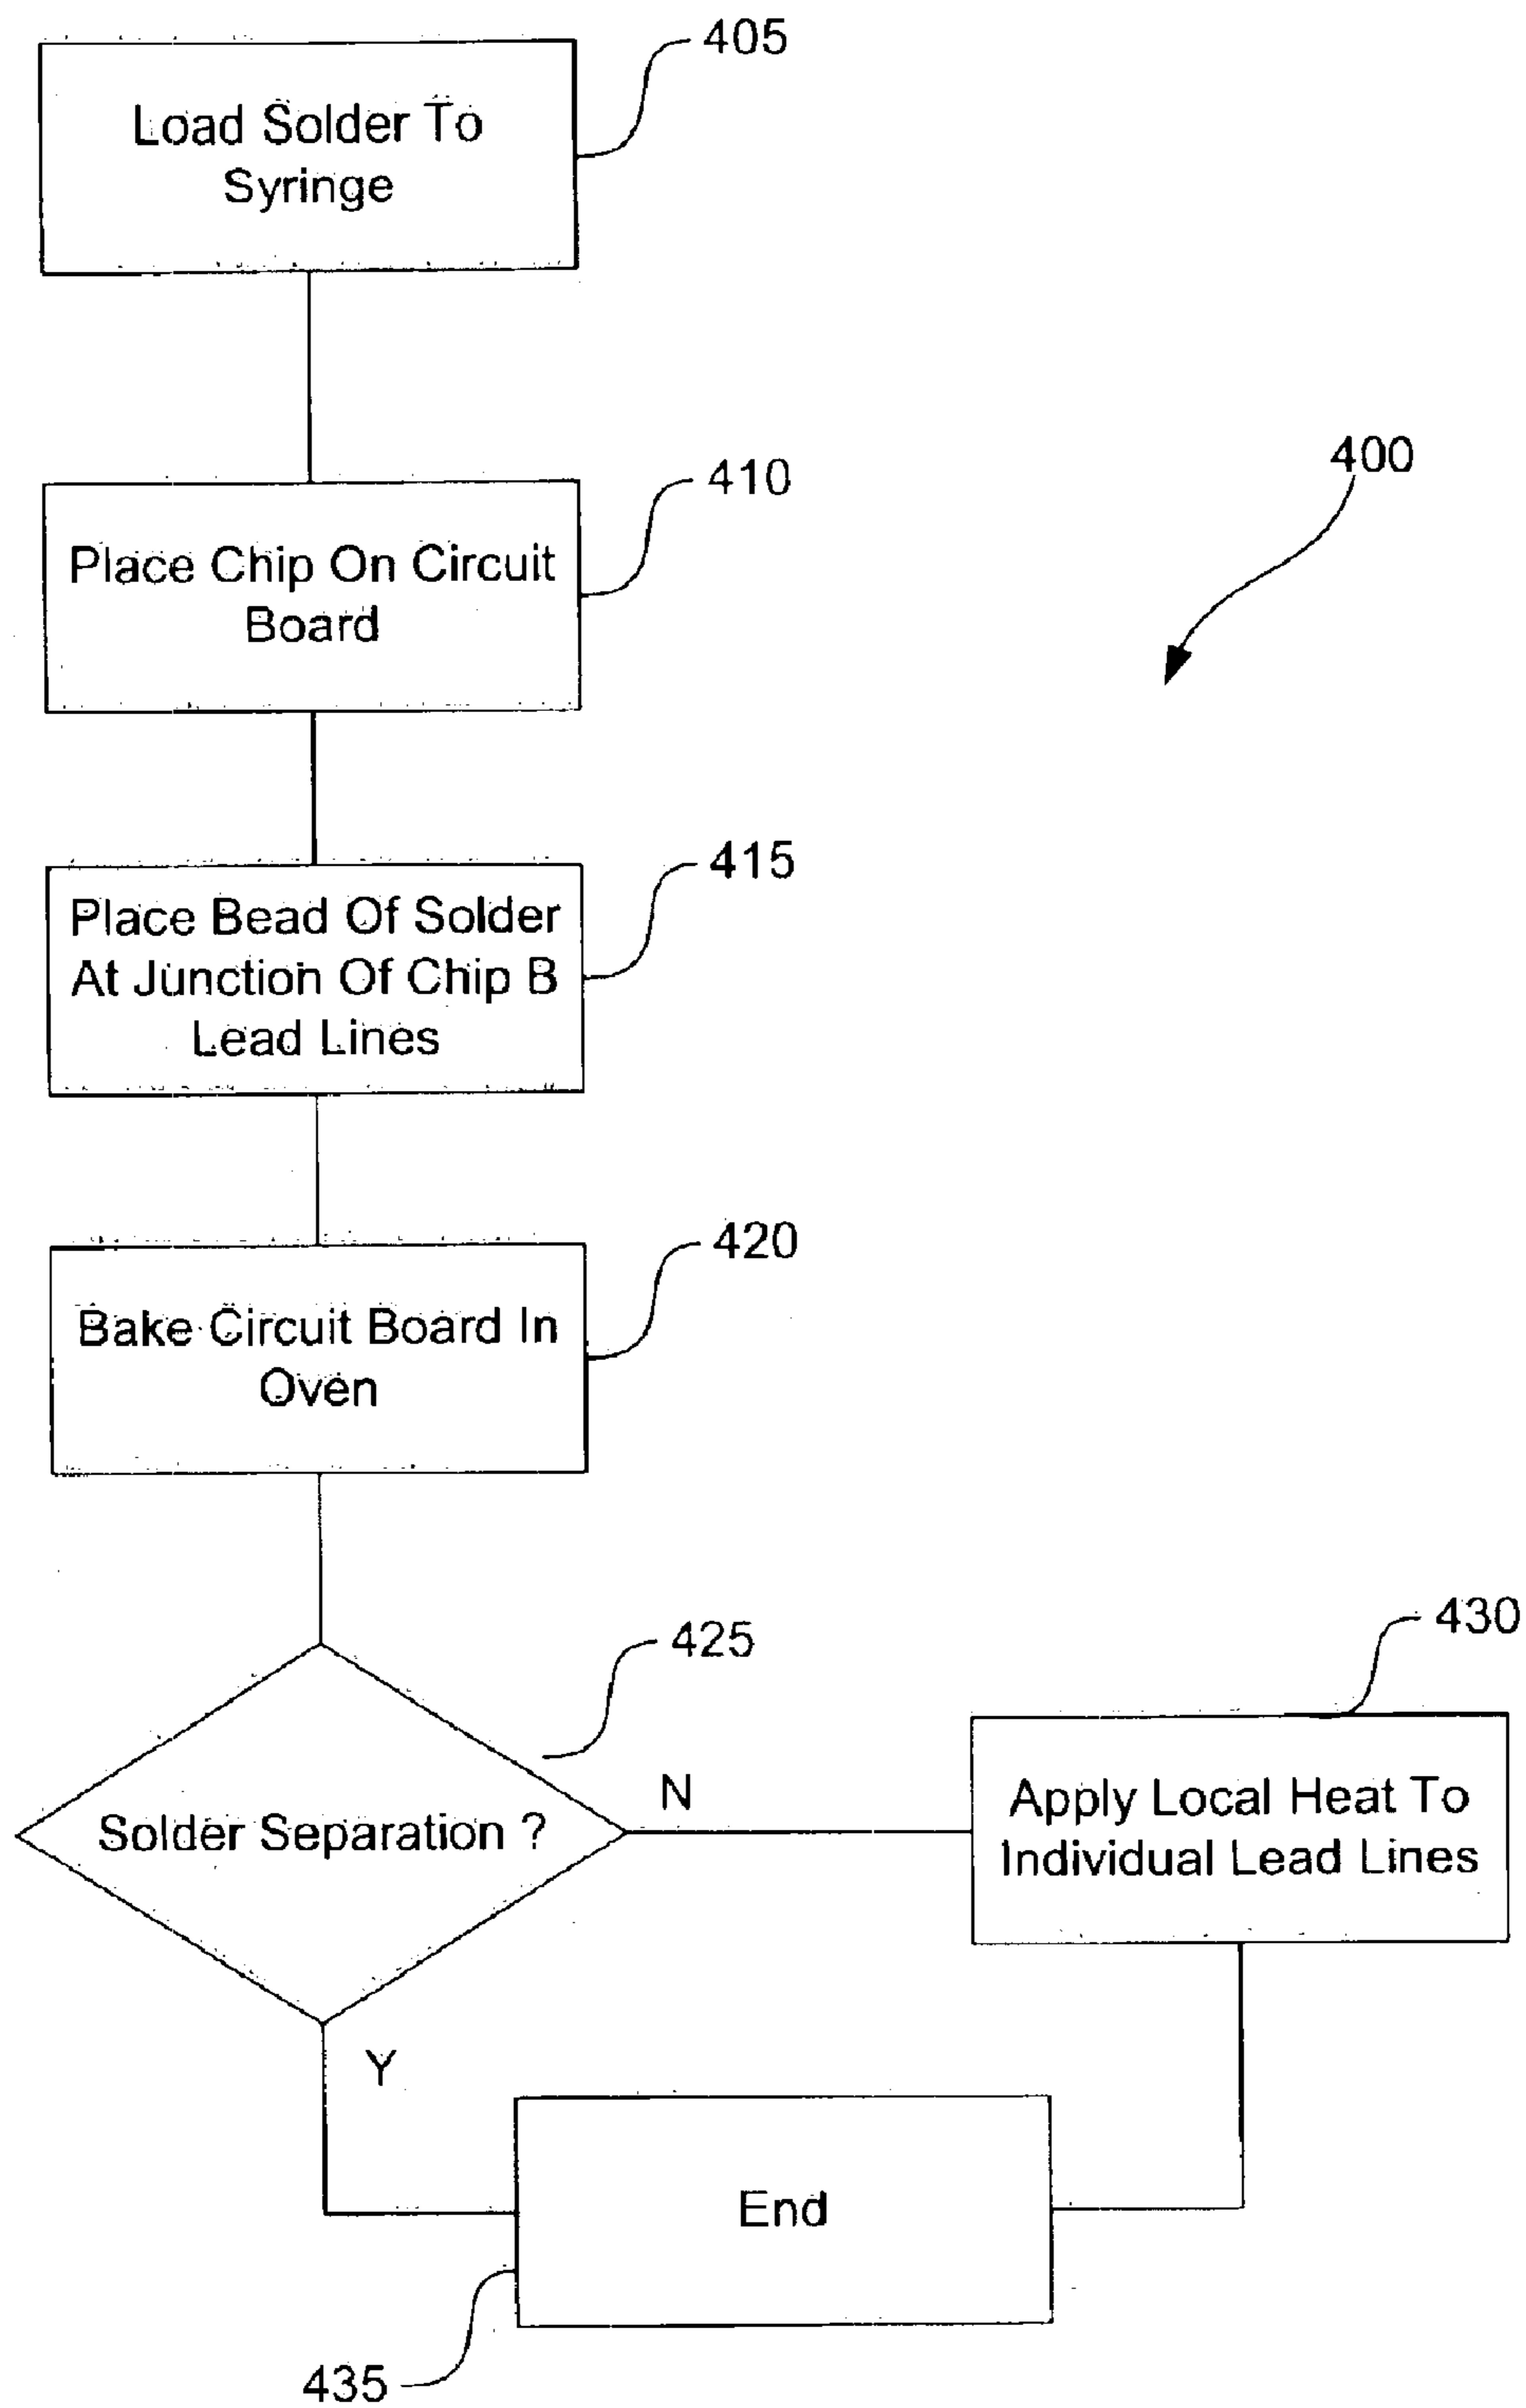 405
Load Solder To
Syringe
400
410
Place Chip On Circuit
Board
415
Place Bead Of Solder
At Junction Of Chip B
Lead Lines
420
Bake Circuit Board In
Oven
425
430
N
Apply Local Heat To
Individual Lead Lines
Solder Separation ?
Y
End
435